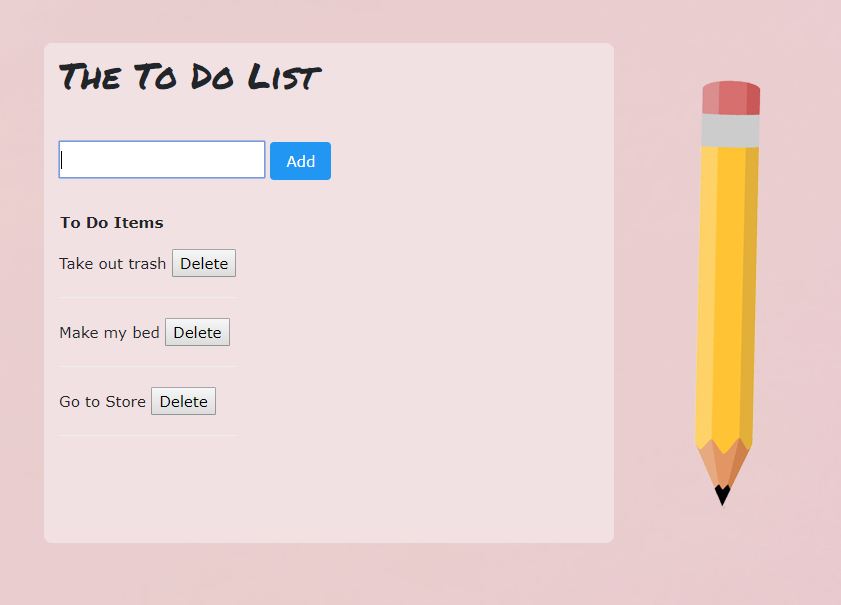 The To Do List
Add
To Do Items
Take out trash Delete
Make my bed Delete
Go to Store Delete